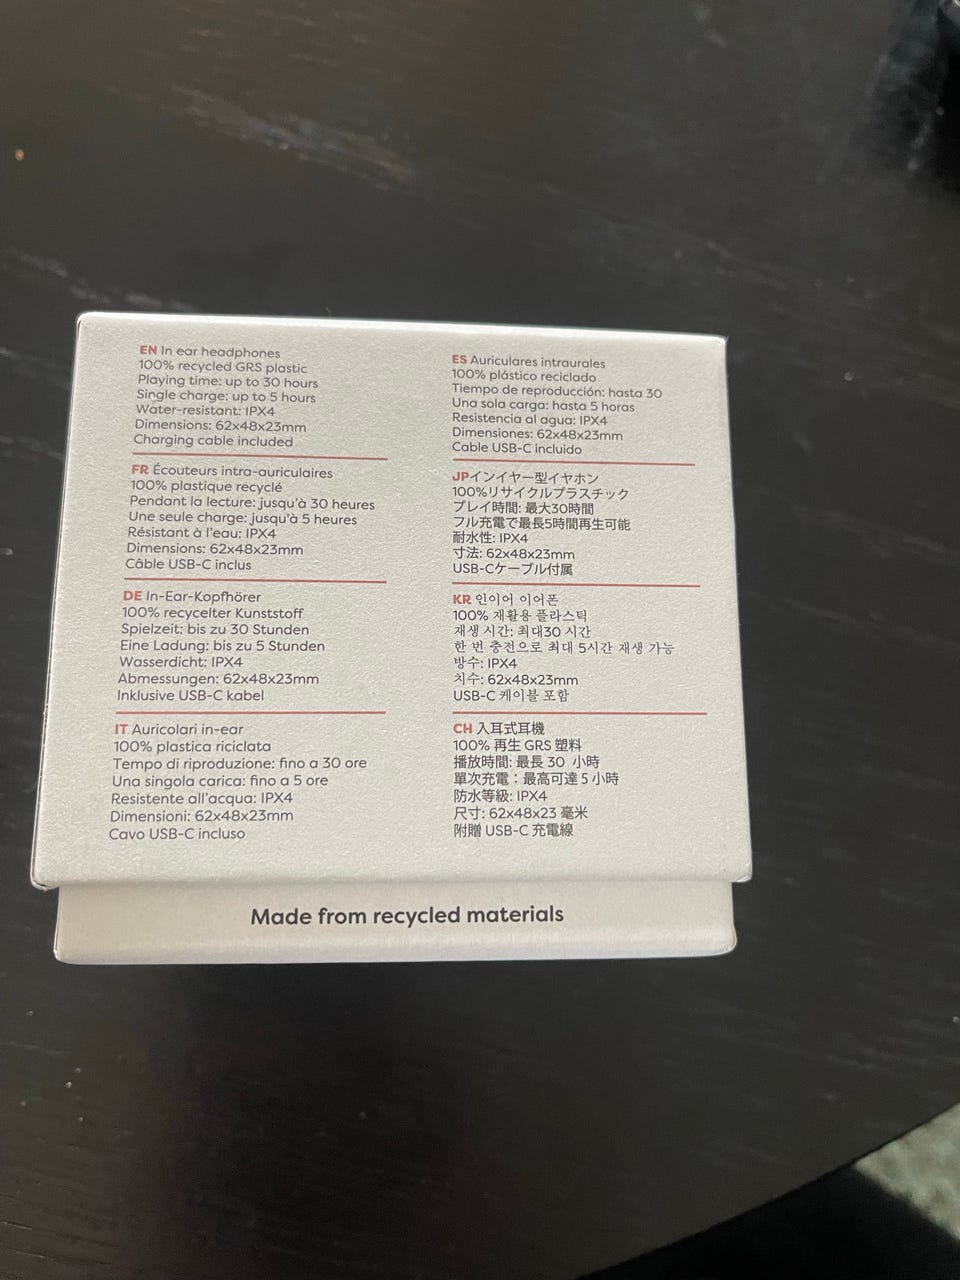 EN In ear headphones
100% recycled GRS plastic
Playing time: up to 30 hours
Single charge: up to 5 hours
Water-resistant: IPX4
Dimensions: 62x48x23mm
Charging cable included
FR Écouteurs intra-auriculaires
100% plastique recyclé
Pendant la lecture: jusqu'à 30 heures
Une seule charge: jusqu'à 5 heures
Résistant à l'eau: IPX4
Dimensions: 62x48x23mm
Câble USB-C inclus
DE In-Ear-Kopfhörer
100% recycelter Kunststoff
Spielzeit: bis zu 30 Stunden
Eine Ladung: bis zu 5 Stunden
Wasserdicht: IPX4
Abmessungen: 62x48x23mm
Inklusive USB-C kabel
IT Auricolari in-ear
100% plastica riciclata
Tempo di riproduzione: fino a 30 ore
Una singola carica: fino a 5 ore
Resistente all'acqua: IPX4
Dimensioni: 62x48x23mm
Cavo USB-C incluso
ES Auriculares intraurales
100% plástico reciclado
Tiempo de reproducción: hasta 30
Una sola carga: hasta 5 horas
Resistencia al agua: IPX4
Dimensiones: 62x48x23mm
Cable USB-C incluido
JPインイヤー型イヤホン
100%リサイクルプラスチック
プレイ時間: 最大30時間
フル充電で最長5時間再生可能
耐水性: IPX4
寸法: 62x48x23mm
USB-Cケーブル付属
KR 인이어 이어폰
100% 재활용 플라스틱
재생 시간: 최대30 시간
한 번 충전으로 최대 5시간 재생 가능
방수: IPX4
치수: 62x48x23mm
USB-C 케이블 포함
CH 入耳式耳機
100% 再生 GRS 塑料
播放時間: 最長 30 小時
單次充電：最高可達 5 小時
防水等級: IPX4
尺寸: 62x48x23 毫米
附贈 USB-C 充電線
Made from recycled materials